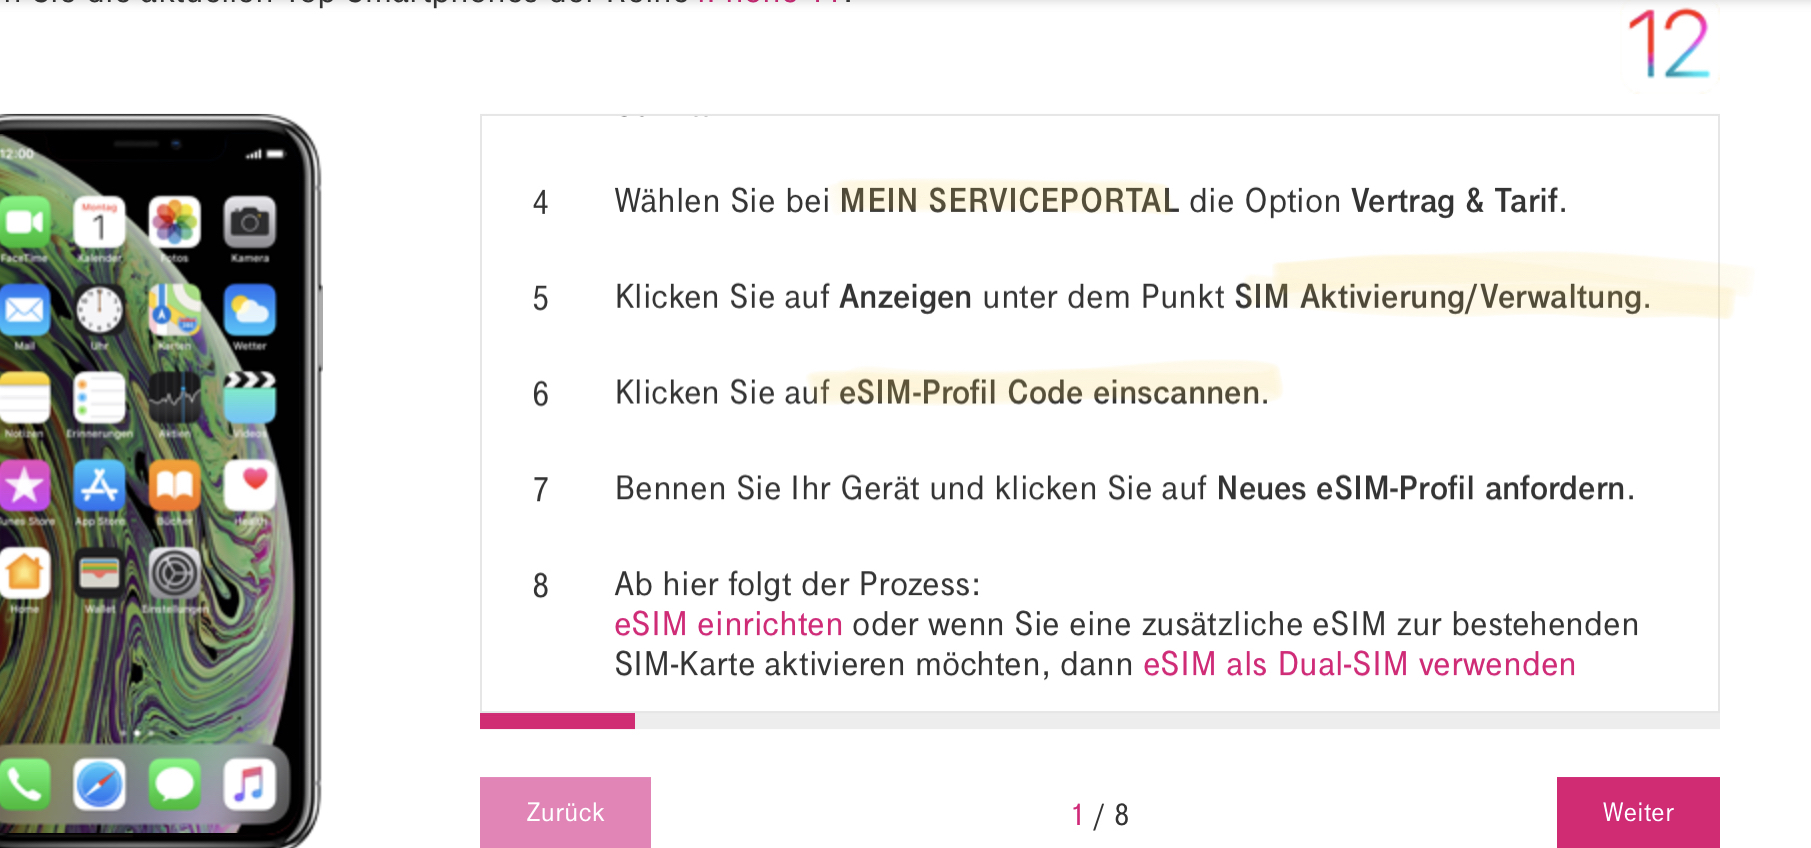 12
4 Wählen Sie bei MEIN SERVICEPORTAL die Option Vertrag & Tarif.
5 Klicken Sie auf Anzeigen unter dem Punkt SIM Aktivierung/Verwaltung.
6 Klicken Sie auf eSIM-Profil Code einscannen.
7 Bennen Sie Ihr Gerät und klicken Sie auf Neues eSIM-Profil anfordern.
8 Ab hier folgt der Prozess:
eSIM einrichten oder wenn Sie eine zusätzliche eSIM zur bestehenden
SIM-Karte aktivieren möchten, dann eSIM als Dual-SIM verwenden
Zurück
1 / 8
Weiter
12:00
Montag
1
FaceTime Kalender Fotos Kamera
Mail Uhr Karten Wetter
Notizen Erinnerungen Aktien Videos
Store App Store Bücher Health
Home Wallet Einstellungen